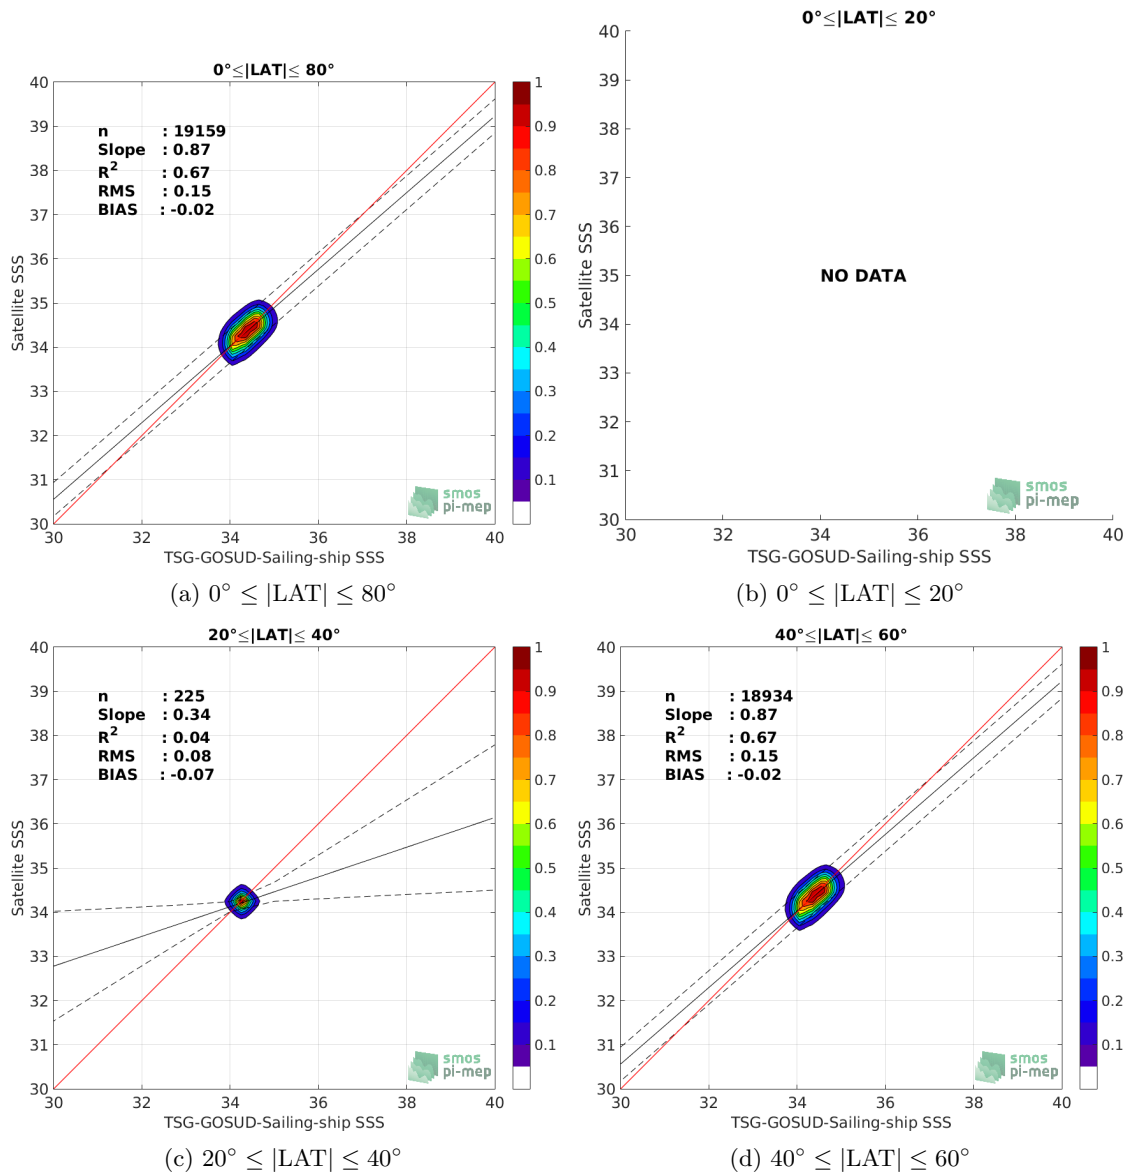 0°≤|LAT|≤ 80°
40
39
38
37
36
35
34
33
32
31
30
Satellite SSS
n : 19159
Slope : 0.87
R² : 0.67
RMS : 0.15
BIAS : -0.02
smos
pi-mep
30 32 34 36 38 40
TSG-GOSUD-Sailing-ship SSS
1
0.9
0.8
0.7
0.6
0.5
0.4
0.3
0.2
0.1
(a) 0° ≤ |LAT| ≤ 80°
0°≤|LAT|≤ 20°
40
39
38
37
36
35
34
33
32
31
30
Satellite SSS
NO DATA
smos
pi-mep
30 32 34 36 38 40
TSG-GOSUD-Sailing-ship SSS
(b) 0° ≤ |LAT| ≤ 20°
20°≤|LAT|≤ 40°
40
39
38
37
36
35
34
33
32
31
30
Satellite SSS
n : 225
Slope : 0.34
R² : 0.04
RMS : 0.08
BIAS : -0.07
smos
pi-mep
30 32 34 36 38 40
TSG-GOSUD-Sailing-ship SSS
1
0.9
0.8
0.7
0.6
0.5
0.4
0.3
0.2
0.1
(c) 20° ≤ |LAT| ≤ 40°
40°≤|LAT|≤ 60°
40
39
38
37
36
35
34
33
32
31
30
Satellite SSS
n : 18934
Slope : 0.87
R² : 0.67
RMS : 0.15
BIAS : -0.02
smos
pi-mep
30 32 34 36 38 40
TSG-GOSUD-Sailing-ship SSS
1
0.9
0.8
0.7
0.6
0.5
0.4
0.3
0.2
0.1
(d) 40° ≤ |LAT| ≤ 60°